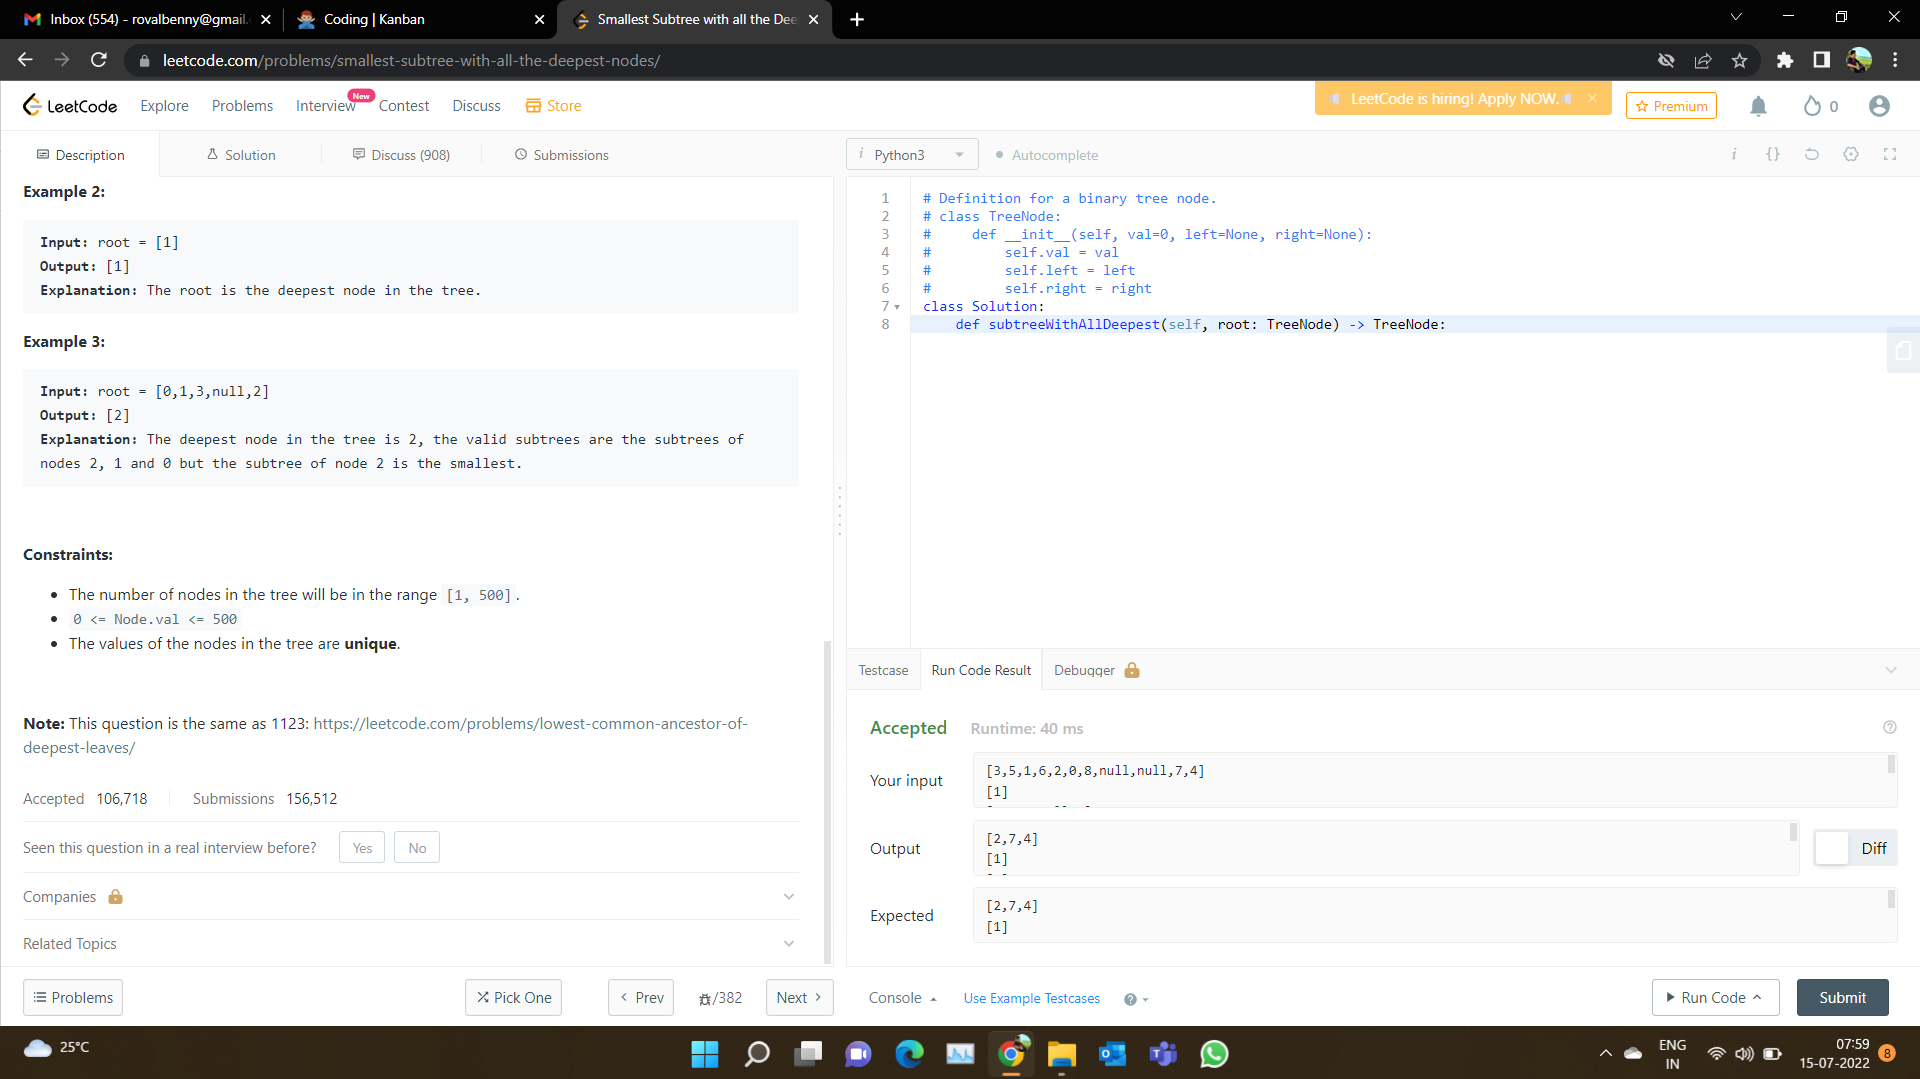 Inbox (554) - rovalbenny@gmail.
Coding | Kanban
Smallest Subtree with all the Dee
leetcode.com/problems/smallest-subtree-with-all-the-deepest-nodes/
LeetCode
Explore
Problems
Interview
New
Contest
Discuss
Store
LeetCode is hiring! Apply NOW.
Premium
0
Description
Solution
Discuss (908)
Submissions
Example 2:
Input: root = [1]
Output: [1]
Explanation: The root is the deepest node in the tree.
Example 3:
Input: root = [0,1,3,null,2]
Output: [2]
Explanation: The deepest node in the tree is 2, the valid subtrees are the subtrees of
nodes 2, 1 and 0 but the subtree of node 2 is the smallest.
Constraints:
The number of nodes in the tree will be in the range [1, 500].
0 <= Node.val <= 500
The values of the nodes in the tree are unique.
Note: This question is the same as 1123: https://leetcode.com/problems/lowest-common-ancestor-of-
deepest-leaves/
Accepted 106,718 Submissions 156,512
Seen this question in a real interview before? Yes No
Companies
Related Topics
Problems
Pick One
Prev
/382
Next
i Python3
Autocomplete
i {}
1 # Definition for a binary tree node.
2 # class TreeNode:
3 #     def __init__(self, val=0, left=None, right=None):
4 #         self.val = val
5 #         self.left = left
6 #         self.right = right
7 class Solution:
8     def subtreeWithAllDeepest(self, root: TreeNode) -> TreeNode:
Testcase
Run Code Result
Debugger
Accepted Runtime: 40 ms
Your input
[3,5,1,6,2,0,8,null,null,7,4]
[1]
Output
[2,7,4]
[1]
Diff
Expected
[2,7,4]
[1]
Console
Use Example Testcases
Run Code
Submit
25°C
ENG
IN
07:59
15-07-2022
8